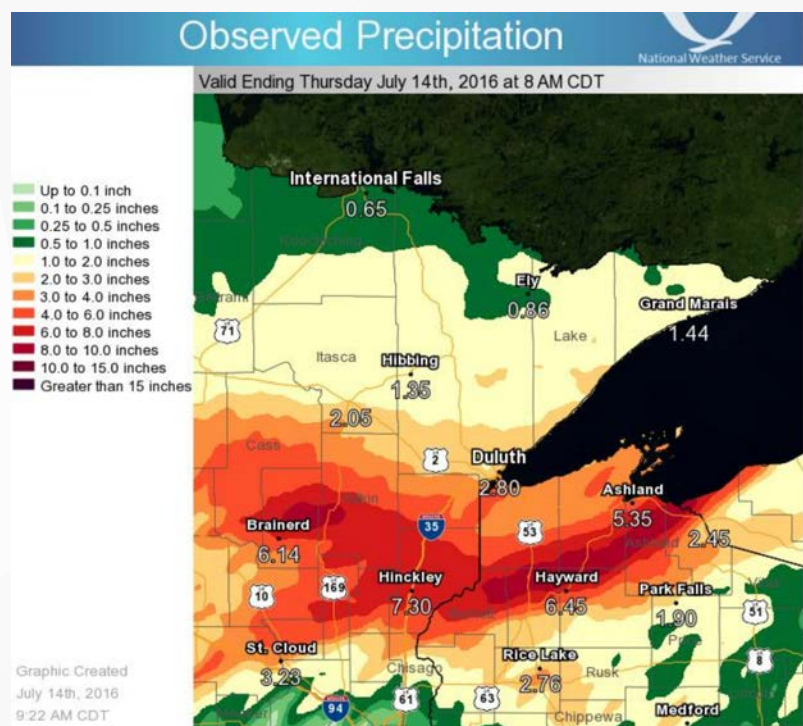 Observed Precipitation
National Weather Service
Valid Ending Thursday July 14th, 2016 at 8 AM CDT
Up to 0.1 inch
0.1 to 0.25 inches
0.25 to 0.5 inches
0.5 to 1.0 inches
1.0 to 2.0 inches
2.0 to 3.0 inches
3.0 to 4.0 inches
4.0 to 6.0 inches
6.0 to 8.0 inches
8.0 to 10.0 inches
10.0 to 15.0 inches
Greater than 15 inches
International Falls
0.65
Koochiching
Ely
0.86
Grand Marais
1.44
71
Lake
Itasca
Hibbing
1.35
2.05
Cass
2
Duluth
2.80
Aitkin
Ashland
5.35
Brainerd
6.14
35
53
Ashland
2.45
Hinckley
7.30
Hayward
6.45
Park Falls
1.90
10
169
51
St. Cloud
3.23
Chisago
Rice Lake
2.76
Rusk
8
94
61
63
Chippewa
Medford
Graphic Created
July 14th, 2016
9:22 AM CDT